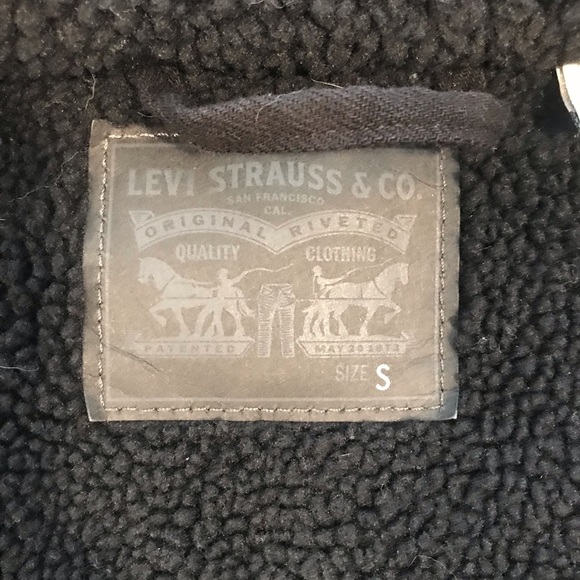 LEVI STRAUSS & CO.
SAN FRANCISCO
CAL.
ORIGINAL RIVETED
QUALITY CLOTHING
PATENTED MAY 20 1873
SIZE S